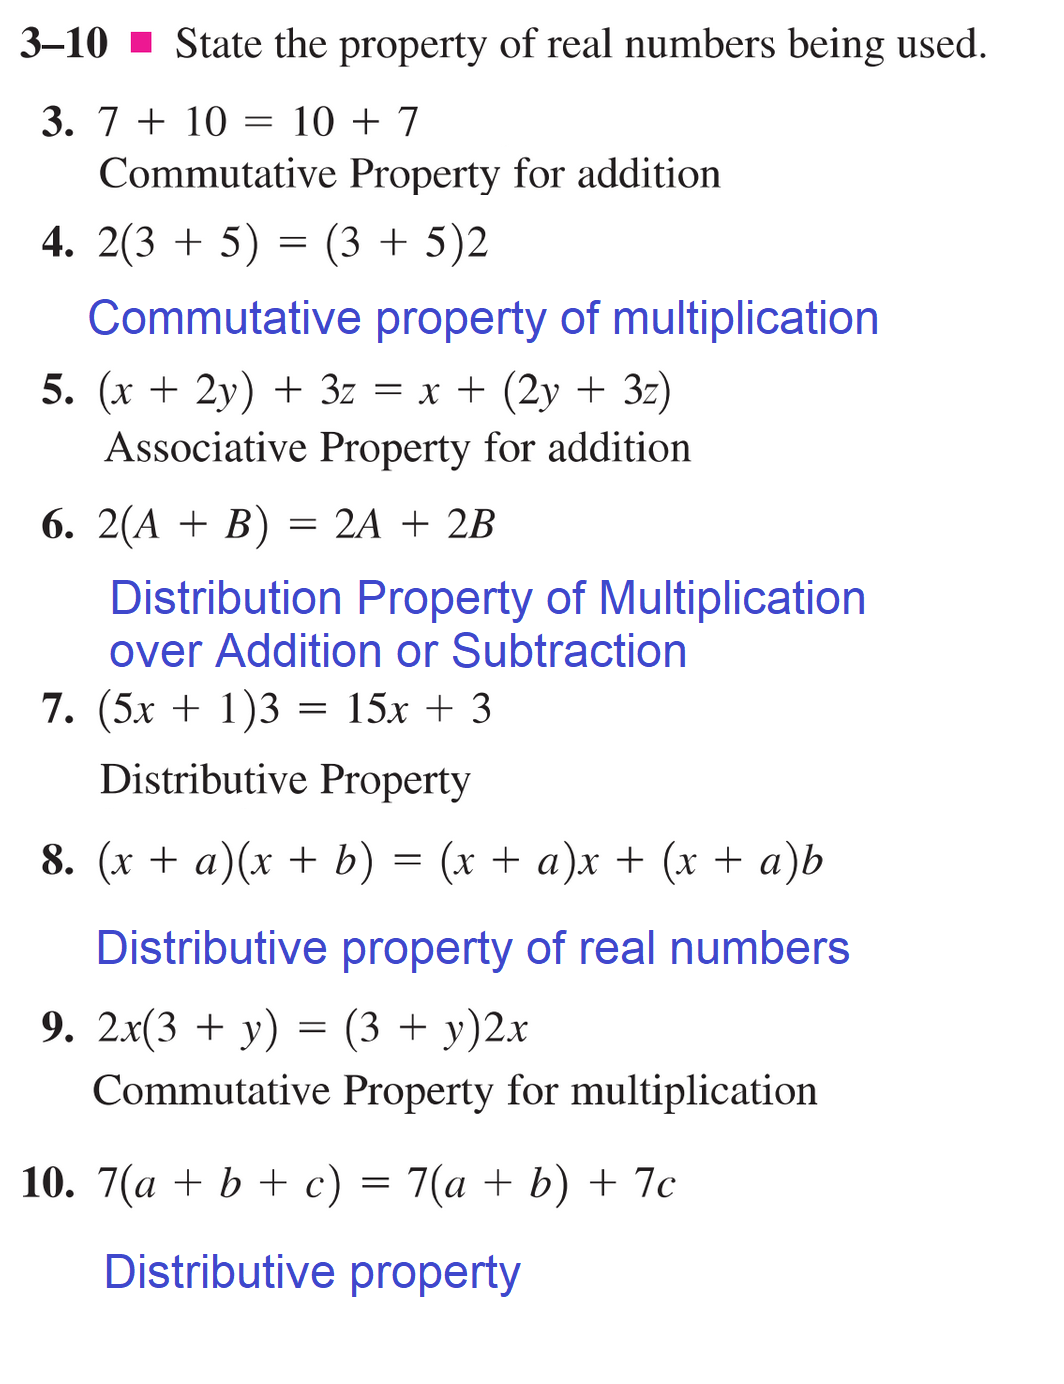 3–10 ■ State the property of real numbers being used.
3. 7 + 10 = 10 + 7
Commutative Property for addition
4. 2(3 + 5) = (3 + 5)2
Commutative property of multiplication
5. (x + 2y) + 3z = x + (2y + 3z)
Associative Property for addition
6. 2(A + B) = 2A + 2B
Distribution Property of Multiplication
over Addition or Subtraction
7. (5x + 1)3 = 15x + 3
Distributive Property
8. (x + a)(x + b) = (x + a)x + (x + a)b
Distributive property of real numbers
9. 2x(3 + y) = (3 + y)2x
Commutative Property for multiplication
10. 7(a + b + c) = 7(a + b) + 7c
Distributive property